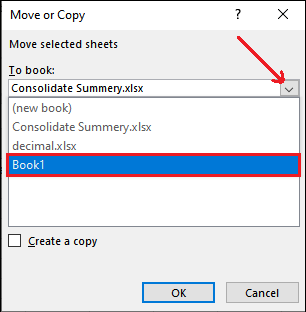 Move or Copy
Move selected sheets
To book:
Consolidate Summery.xlsx
(new book)
Consolidate Summery.xlsx
decimal.xlsx
Book1
Create a copy
OK Cancel